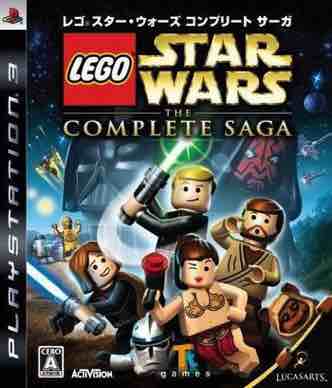 レゴ スター・ウォーズ コンプリート サーガ
LEGO
STAR
WARS
THE
COMPLETE SAGA
PLAYSTATION 3
CERO
A
ACTIVISION
TT
games
LUCASARTS